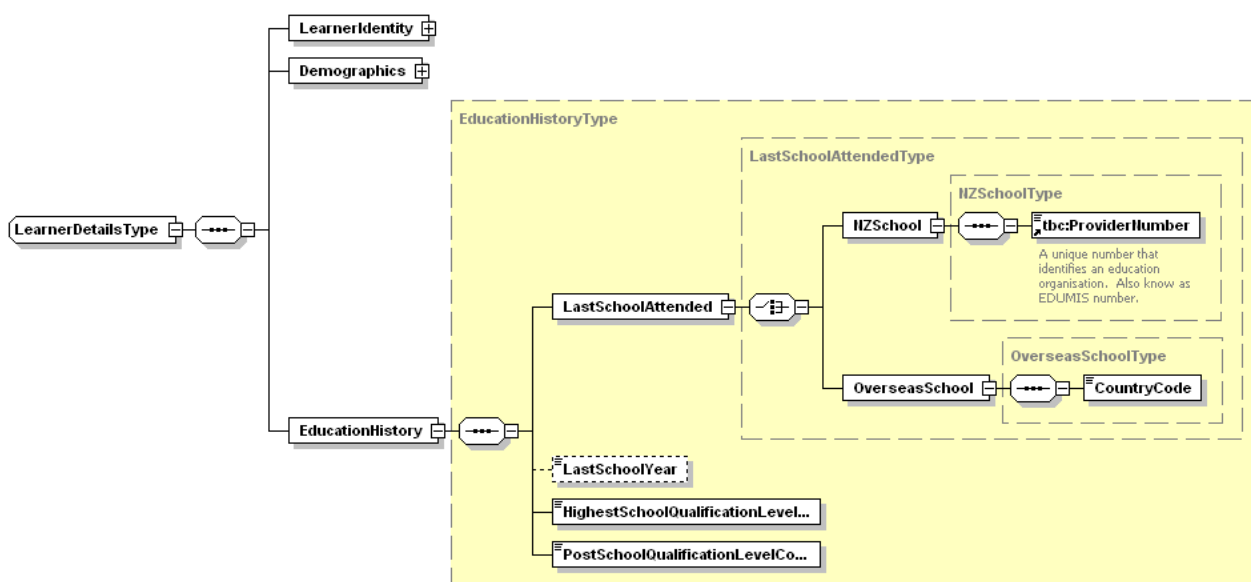 LearnerIdentity
Demographics
EducationHistoryType
LastSchoolAttendedType
NZSchoolType
LearnerDetailsType
NZSchool
tbc:ProviderNumber
A unique number that
identifies an education
organisation. Also know as
EDUMIS number.
LastSchoolAttended
OverseasSchoolType
OverseasSchool
CountryCode
EducationHistory
LastSchoolYear
HighestSchoolQualificationLevel...
PostSchoolQualificationLevelCo...